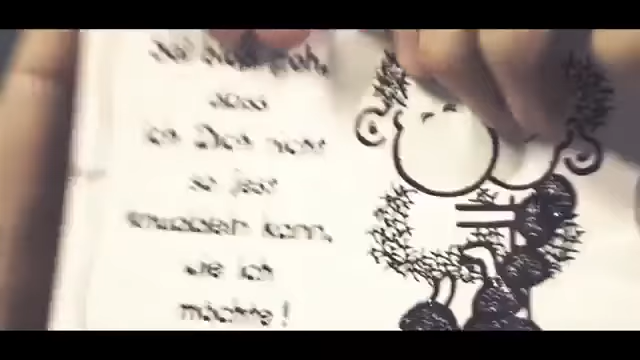 dass
ich Dich nicht
so fest
knuddeln kann,
wie ich
möchte!